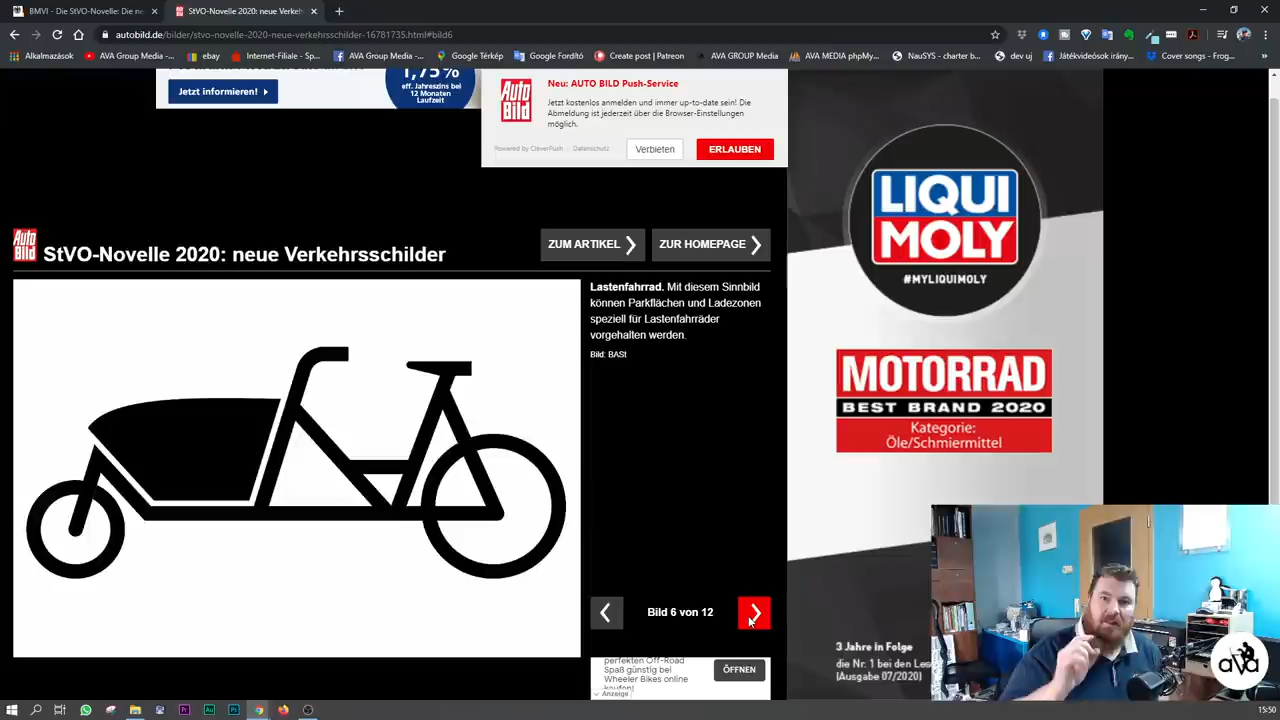 BMVI - Die StVO-Novelle: Die ne
StVO-Novelle 2020: neue Verkeh
autobild.de/bilder/stvo-novelle-2020-neue-verkehrsschilder-16781735.html#bild6
Alkalmazások
AVA Group Media -...
Internet-Filiale - Sp...
AVA Group Media -...
Google Térkép
Google Fordító
Create post | Patreon
AVA GROUP Media
AVA MEDIA phpMy...
NauSYS - charter b...
dev uj
Játékvideósok irány...
Cover songs - Frog...
Jetzt informieren!
1,75%
eff. Jahreszins bei
12 Monaten
Laufzeit
Auto
Bild
Neu: AUTO BILD Push-Service
Jetzt kostenlos anmelden und immer up-to-date sein! Die
Abmeldung ist jederzeit über die Browser-Einstellungen
möglich.
Powered by CleverPush
Datenschutz
Verbieten
ERLAUBEN
Auto
Bild
StVO-Novelle 2020: neue Verkehrsschilder
ZUM ARTIKEL
ZUR HOMEPAGE
Lastenfahrrad. Mit diesem Sinnbild
können Parkflächen und Ladezonen
speziell für Lastenfahrräder
vorgehalten werden.
Bild: BASt
Bild 6 von 12
perfekten Off-Road
Spaß günstig bei
Wheeler Bikes online
kaufen!
ÖFFNEN
Anzeige
LIQUI
MOLY
#MYLIQUIMOLY
MOTORRAD
BEST BRAND 2020
Kategorie:
Öle/Schmiermittel
3 Jahre in Folge
die Nr. 1 bei den Les
(Ausgabe 07/2020)
ava
15:50